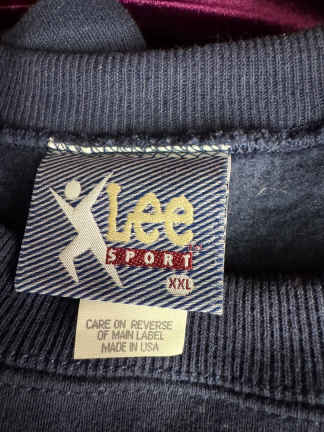 Lee
SPORT
XXL
CARE ON REVERSE
OF MAIN LABEL
MADE IN USA